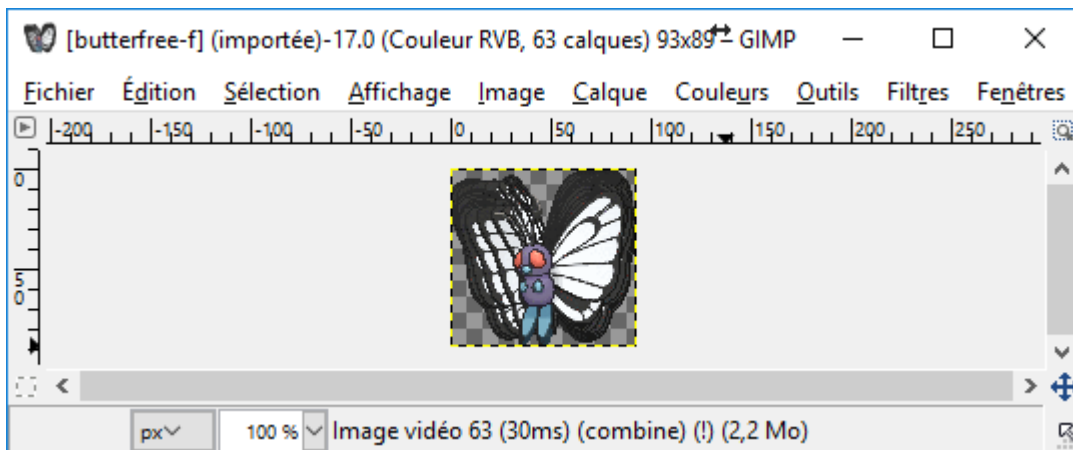 [butterfree-f] (importée)-17.0 (Couleur RVB, 63 calques) 93x89 – GIMP
Fichier Édition Sélection Affichage Image Calque Couleurs Outils Filtres Fenêtres
-200 -150 -100 -50 0 50 100 150 200 250
0
50
px 100 % Image vidéo 63 (30ms) (combine) (!) (2,2 Mo)